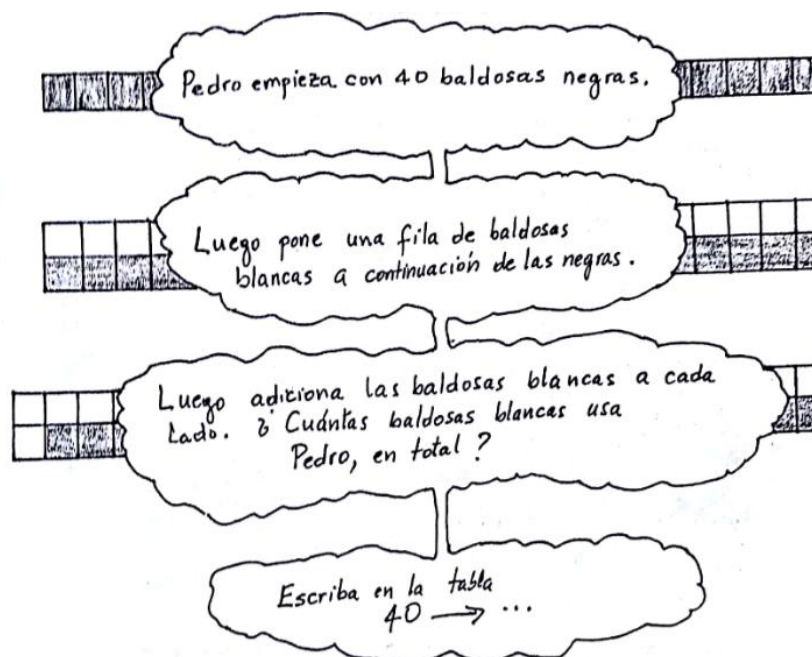 Pedro empieza con 40 baldosas negras.
Luego pone una fila de baldosas
blancas a continuación de las negras.
Luego adiciona las baldosas blancas a cada
lado. ¿Cuántas baldosas blancas usa
Pedro, en total?
Escriba en la tabla
40 → ...